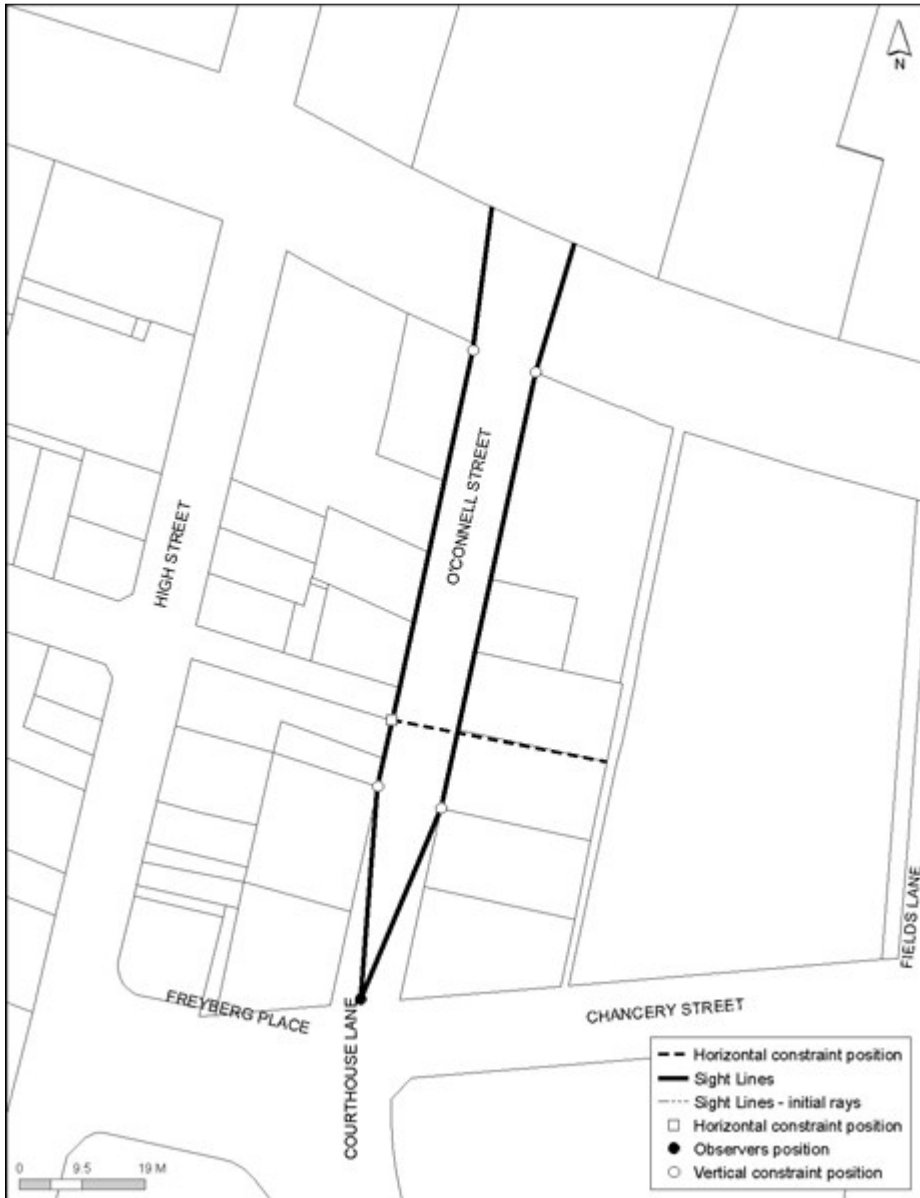 N
O'CONNELL STREET
HIGH STREET
FREYBERG PLACE
COURTHOUSE LANE
CHANCERY STREET
FIELDS LANE
Horizontal constraint position
Sight Lines
Sight Lines - initial rays
Horizontal constraint position
Observers position
Vertical constraint position
0 9.5 19 M